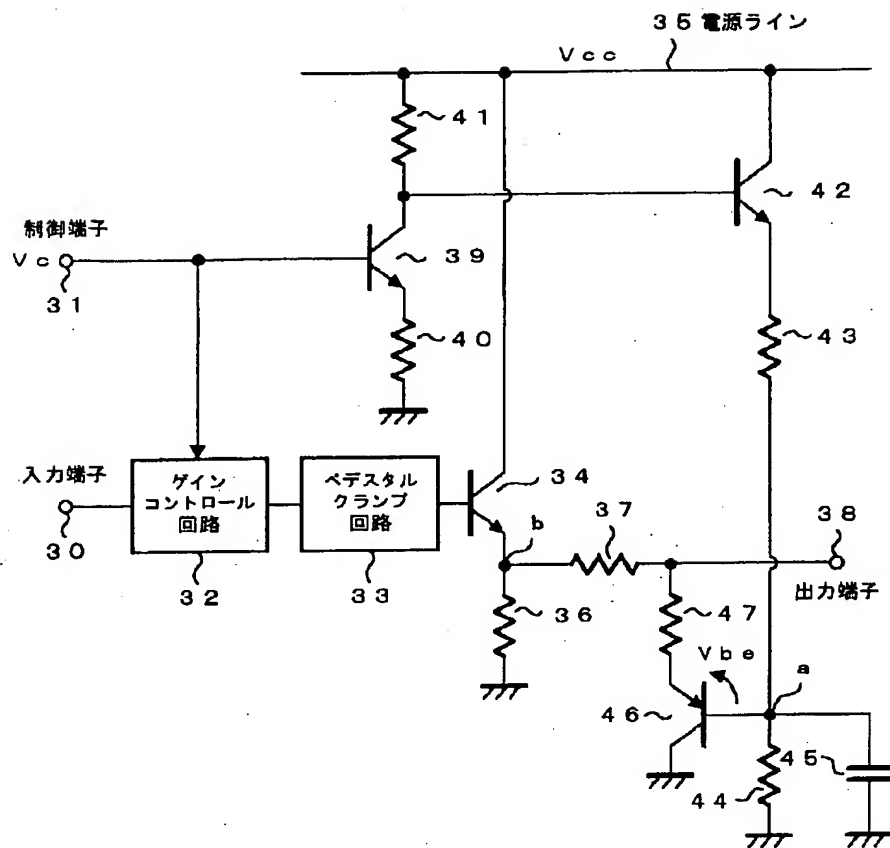 35 電源ライン
Vcc
41
42
制御端子
Vc
31
39
40
43
入力端子
30
ゲイン
コントロール
回路
32
ペデスタル
クランプ
回路
33
34
b
37
38
出力端子
36
47
Vbe
46
a
45
44